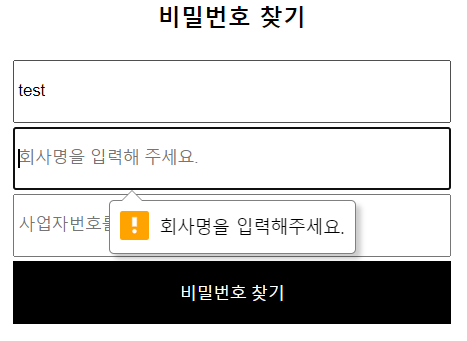 비밀번호 찾기
test
회사명을 입력해 주세요.
사업자번호를
회사명을 입력해주세요.
비밀번호 찾기